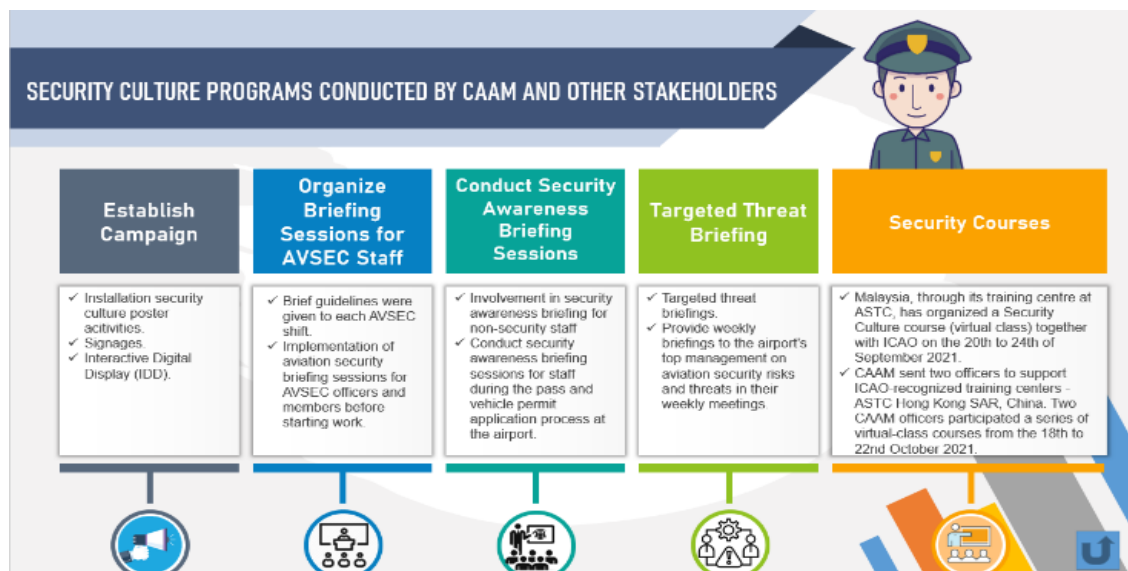 SECURITY CULTURE PROGRAMS CONDUCTED BY CAAM AND OTHER STAKEHOLDERS
Establish
Campaign
✓ Installation security
culture poster
acitivities.
✓ Signages.
✓ Interactive Digital
Display (IDD).
Organize
Briefing
Sessions for
AVSEC Staff
✓ Brief guidelines were
given to each AVSEC
shift.
✓ Implementation of
aviation security
briefing sessions for
AVSEC officers and
members before
starting work.
Conduct Security
Awareness
Briefing
Sessions
✓ Involvement in security
awareness briefing for
non-security staff
✓ Conduct security
awareness briefing
sessions for staff
during the pass and
vehicle permit
application process at
the airport.
Targeted Threat
Briefing
✓ Targeted threat
briefings.
✓ Provide weekly
briefings to the airport's
top management on
aviation security risks
and threats in their
weekly meetings.
Security Courses
✓ Malaysia, through its training centre at
ASTC, has organized a Security
Culture course (virtual class) together
with ICAO on the 20th to 24th of
September 2021.
✓ CAAM sent two officers to support
ICAO-recognized training centers -
ASTC Hong Kong SAR, China. Two
CAAM officers participated a series of
virtual-class courses from the 18th to
22nd October 2021.